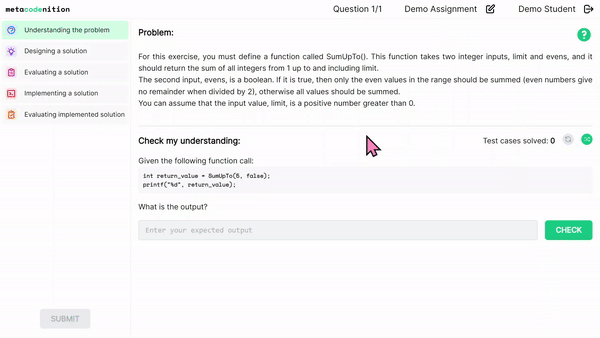 metacodenition
Question 1/1
Demo Assignment
Demo Student
Understanding the problem
Designing a solution
Evaluating a solution
Implementing a solution
Evaluating implemented solution
SUBMIT
Problem:
?
For this exercise, you must define a function called SumUpTo(). This function takes two integer inputs, limit and evens, and it
should return the sum of all integers from 1 up to and including limit.
The second input, evens, is a boolean. If it is true, then only the even values in the range should be summed (even numbers give
no remainder when divided by 2), otherwise all values should be summed.
You can assume that the input value, limit, is a positive number greater than 0.
Check my understanding:
Test cases solved: 0
Given the following function call:
int return_value = SumUpTo(5, false);
printf("%d", return_value);
What is the output?
Enter your expected output
CHECK